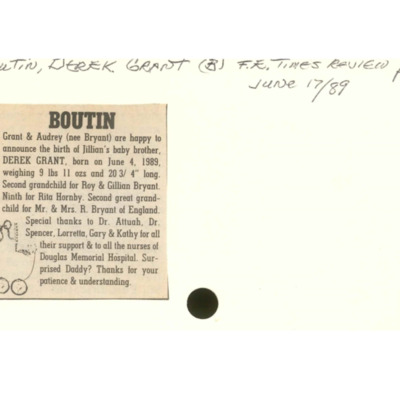 UTIN, DEREK GRANT (B) F.E. TIMES REVIEW
JUNE 17/89
BOUTIN
Grant & Audrey (nee Bryant) are happy to
announce the birth of Jillian's baby brother,
DEREK GRANT, born on June 4, 1989,
weighing 9 lbs 11 ozs and 20 3/4" long.
Second grandchild for Roy & Gillian Bryant.
Ninth for Rita Hornby. Second great grand-
child for Mr. & Mrs. R. Bryant of England.
Special thanks to Dr. Attuah, Dr.
Spencer, Lorretta, Gary & Kathy for all
their support & to all the nurses of
Douglas Memorial Hospital. Sur-
prised Daddy? Thanks for your
patience & understanding.